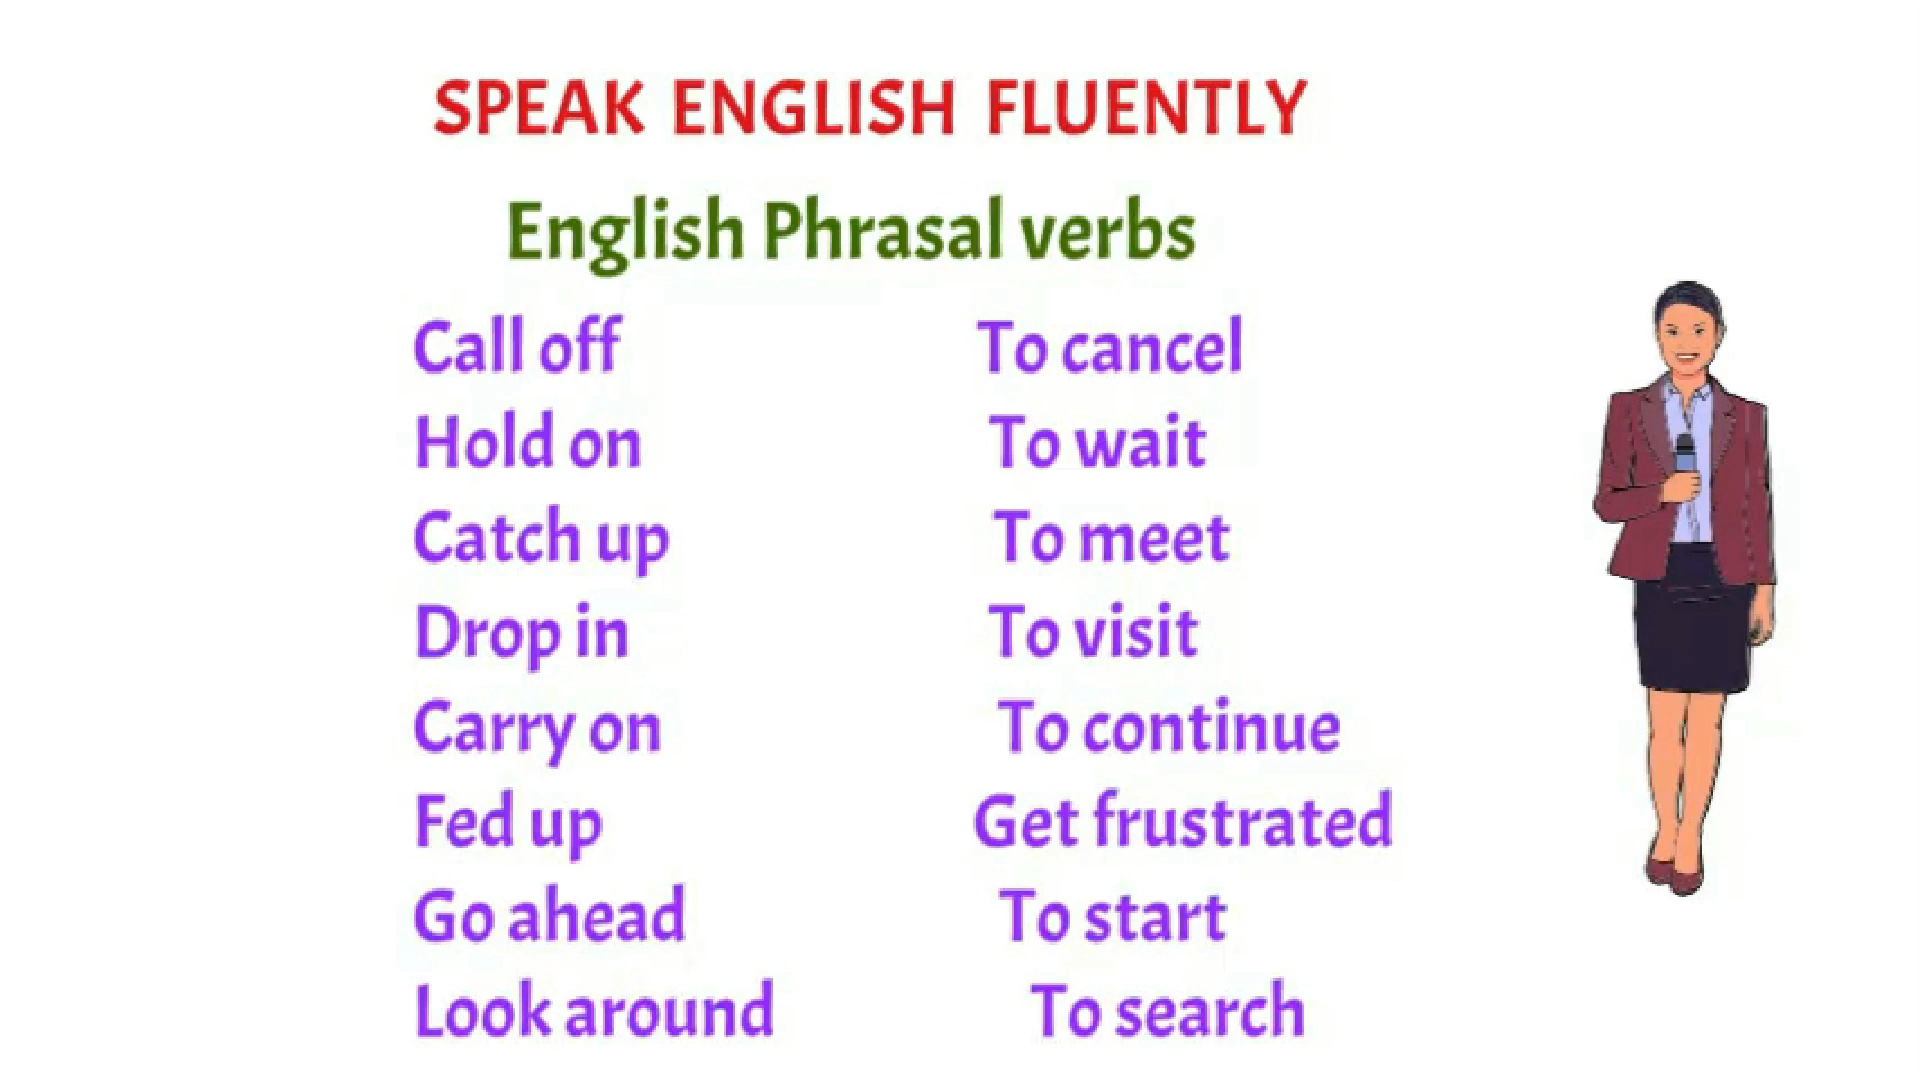 SPEAK ENGLISH FLUENTLY
English Phrasal verbs
Call off To cancel
Hold on To wait
Catch up To meet
Drop in To visit
Carry on To continue
Fed up Get frustrated
Go ahead To start
Look around To search